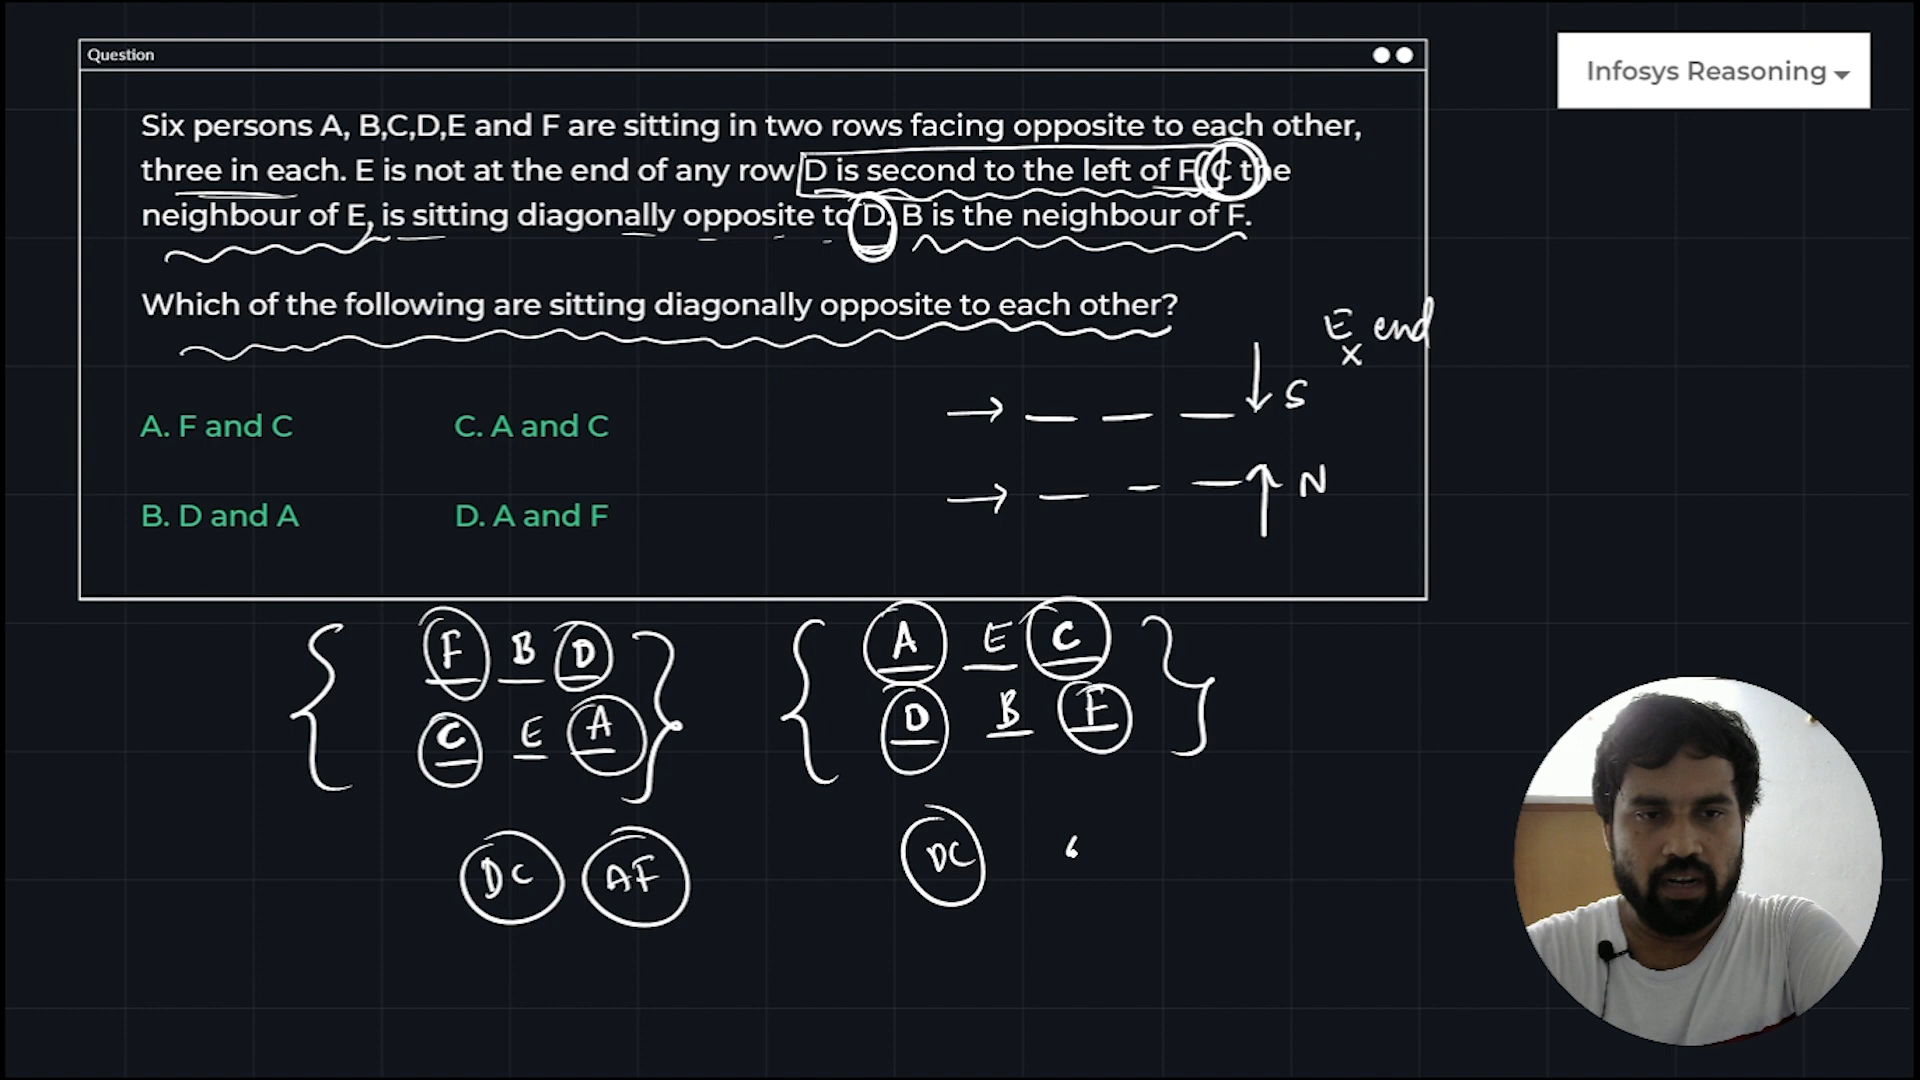 Question
Infosys Reasoning
Six persons A, B,C,D,E and F are sitting in two rows facing opposite to each other,
three in each. E is not at the end of any row D is second to the left of F C the
neighbour of E, is sitting diagonally opposite to D. B is the neighbour of F.
Which of the following are sitting diagonally opposite to each other?
E end
x
S
A. F and C
C. A and C
N
B. D and A
D. A and F
F B D
A E C
C E A
D B F
DC AF
DC